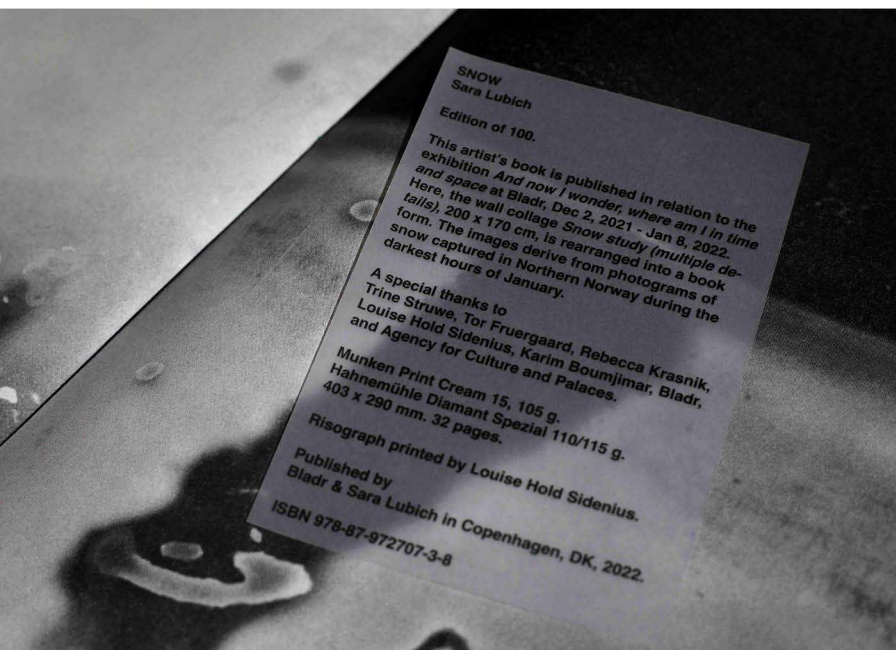 SNOW
Sara Lubich
Edition of 100.
This artist's book is published in relation to the
exhibition And now I wonder, where am I in time
and space at Bladr, Dec 2, 2021 - Jan 8, 2022.
Here, the wall collage Snow study (multiple de-
tails), 200 x 170 cm, is rearranged into a book
form. The images derive from photograms of
snow captured in Northern Norway during the
darkest hours of January.
A special thanks to
Trine Struwe, Tor Fruergaard, Rebecca Krasnik,
Louise Hold Sidenius, Karim Boumjimar, Bladr,
and Agency for Culture and Palaces.
Munken Print Cream 15, 105 g.
Hahnemühle Diamant Spezial 110/115 g.
403 x 290 mm. 32 pages.
Risograph printed by Louise Hold Sidenius.
Published by
Bladr & Sara Lubich in Copenhagen, DK, 2022.
ISBN 978-87-972707-3-8